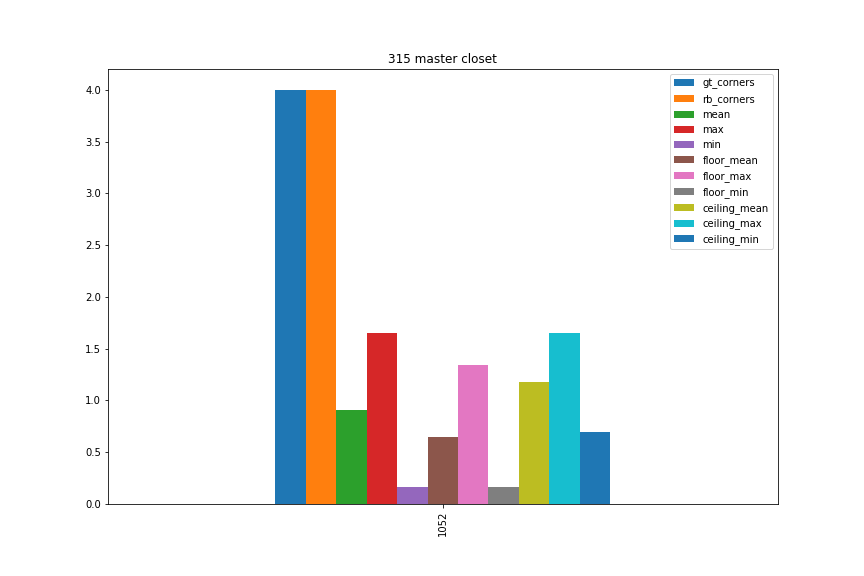 315 master closet
4.0
3.5
3.0
2.5
2.0
1.5
1.0
0.5
0.0
gt_corners
rb_corners
mean
max
min
floor_mean
floor_max
floor_min
ceiling_mean
ceiling_max
ceiling_min
1052